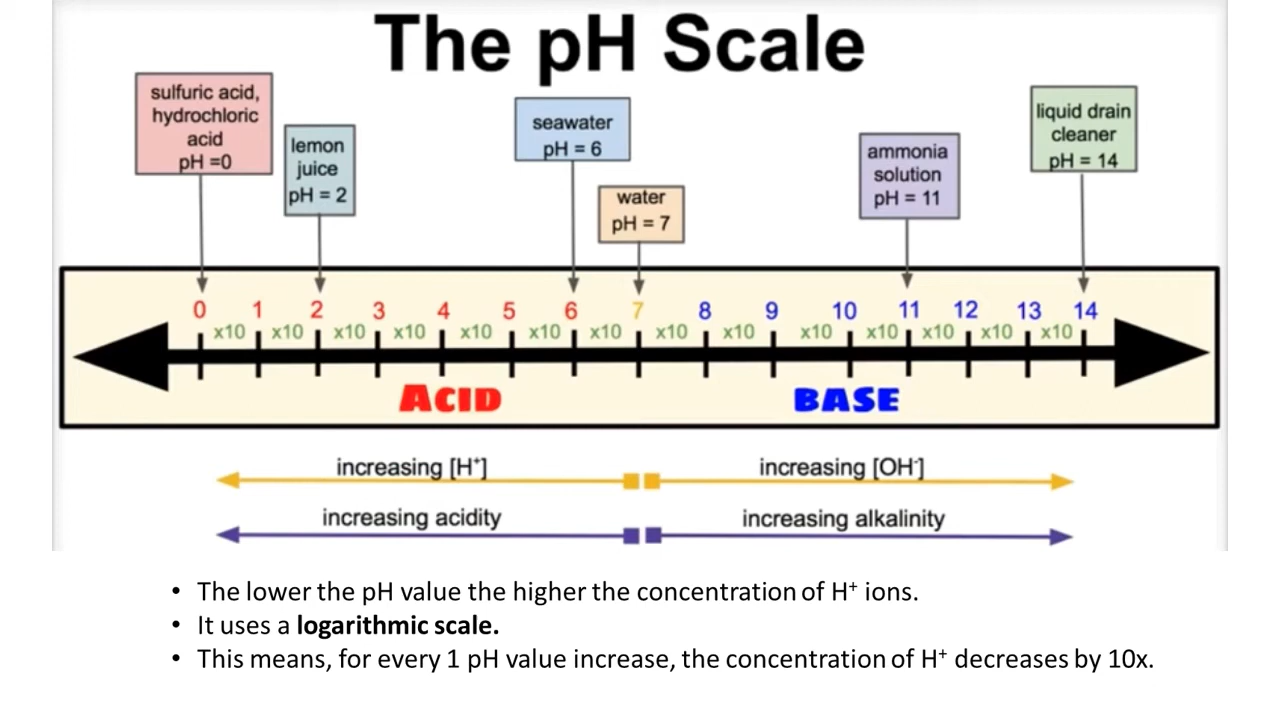 The pH Scale
sulfuric acid,
hydrochloric
acid
pH =0
lemon
juice
pH = 2
seawater
pH = 6
water
pH = 7
ammonia
solution
pH = 11
liquid drain
cleaner
pH = 14
0 1 2 3 4 5 6 7 8 9 10 11 12 13 14
x10 x10 x10 x10 x10 x10 x10 x10 x10 x10 x10 x10 x10 x10
ACID BASE
increasing [H⁺] increasing [OH⁻]
increasing acidity increasing alkalinity
• The lower the pH value the higher the concentration of H⁺ ions.
• It uses a logarithmic scale.
• This means, for every 1 pH value increase, the concentration of H⁺ decreases by 10x.